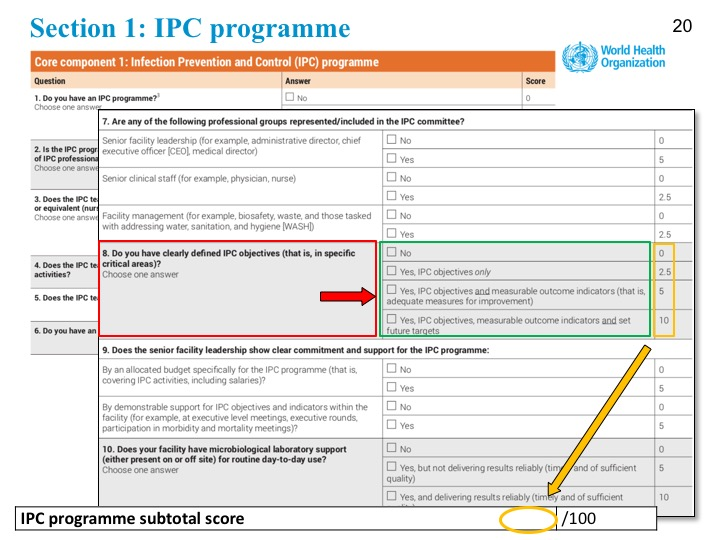 Section 1: IPC programme
20
World Health
Organization
Core component 1: Infection Prevention and Control (IPC) programme
Question Answer Score
1. Do you have an IPC programme?³ No 0
Choose one answer
2. Is the IPC
of IPC professiona
Choose one answe
3. Does the IPC
or equivalent (nur
Choose one answe
4. Does the IPC
activities?
5. Does the IPC
6. Do you have an
7. Are any of the following professional groups represented/included in the IPC committee?
Senior facility leadership (for example, administrative director, chief
executive officer [CEO], medical director)
No 0
Yes 5
Senior clinical staff (for example, physician, nurse)
No 0
Yes 2.5
Facility management (for example, biosafety, waste, and those tasked
with addressing water, sanitation, and hygiene [WASH])
No 0
Yes 2.5
8. Do you have clearly defined IPC objectives (that is, in specific
critical areas)?
Choose one answer
No 0
Yes, IPC objectives only 2.5
Yes, IPC objectives and measurable outcome indicators (that is, 5
adequate measures for improvement)
Yes, IPC objectives, measurable outcome indicators and set 10
future targets
9. Does the senior facility leadership show clear commitment and support for the IPC programme:
By an allocated budget specifically for the IPC programme (that is,
covering IPC activities, including salaries)?
No 0
Yes 5
By demonstrable support for IPC objectives and indicators within the
facility (for example, at executive level meetings, executive rounds,
participation in morbidity and mortality meetings)?
No 0
Yes 5
10. Does your facility have microbiological laboratory support
(either present on or off site) for routine day-to-day use?
Choose one answer
No 0
Yes, but not delivering results reliably (timely and of sufficient 5
quality)
Yes, and delivering results reliably (timely and of sufficient 10
IPC programme subtotal score /100